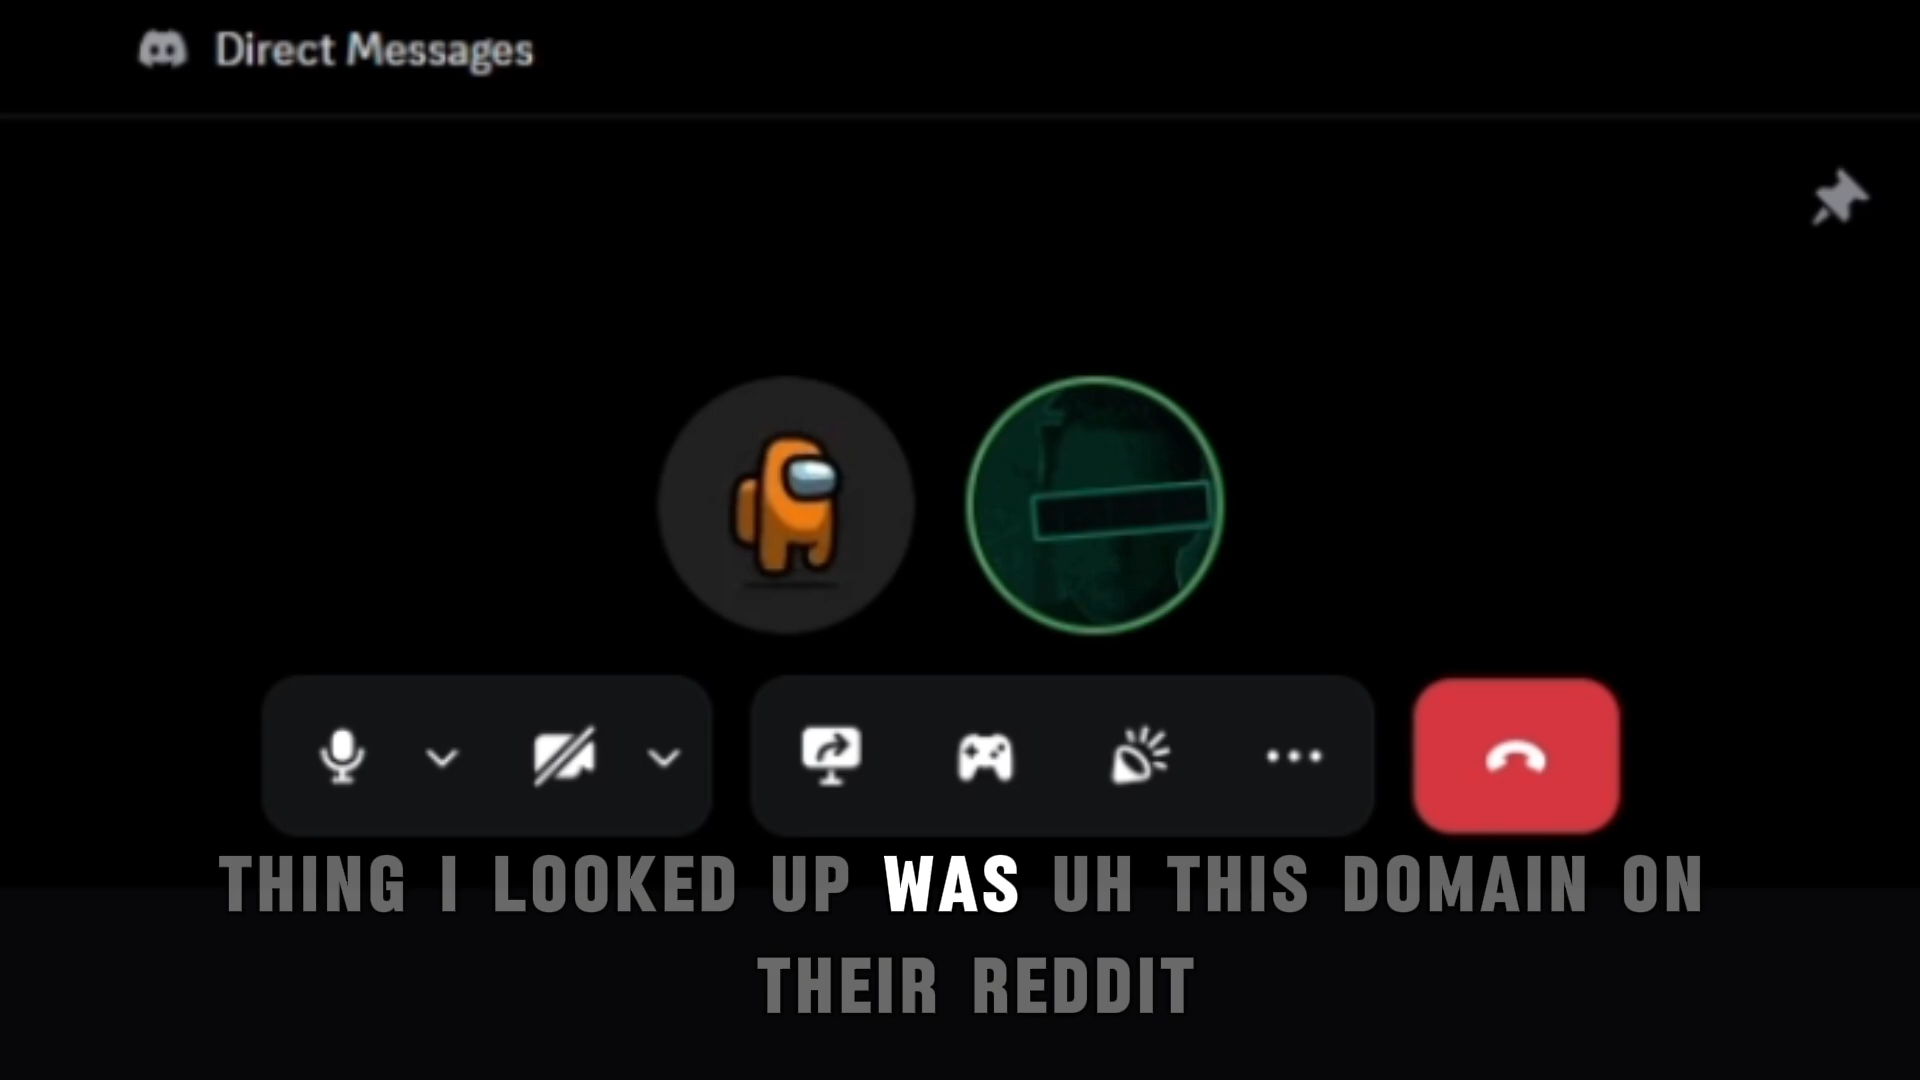 Direct Messages
THING I LOOKED UP WAS UH THIS DOMAIN ON
THEIR REDDIT